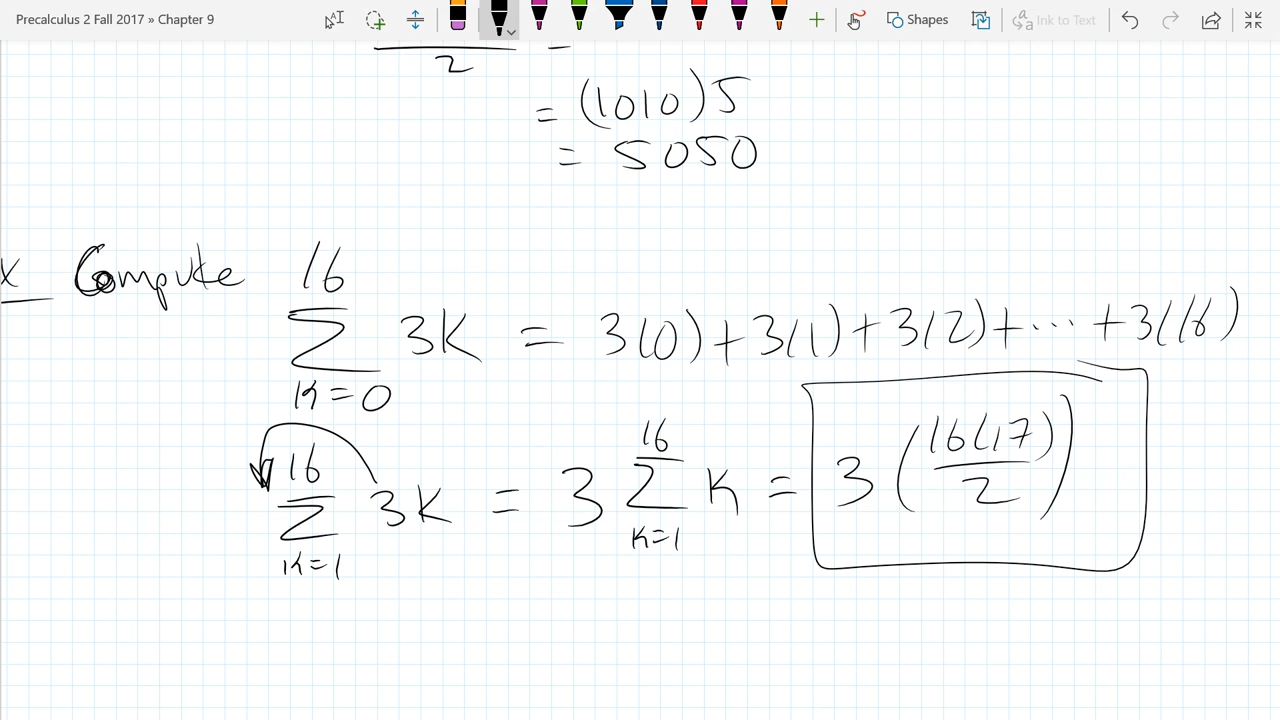 Precalculus 2 Fall 2017 » Chapter 9
Shapes
Ink to Text
2 =
= (1010)5
= 5050
x Compute 16
∑ 3K = 3(0)+3(1)+3(2)+⋯+3(16)
K=0
16
∑ 3K = 3 16
∑ K = 3(16(17)/2)
K=1 K=1